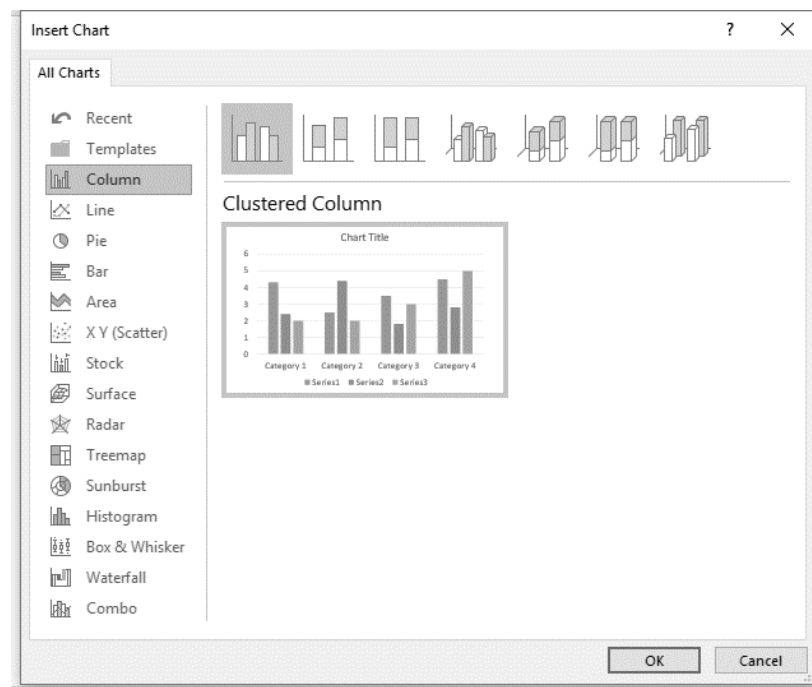 Insert Chart
?
All Charts
Recent
Templates
Column
Line
Pie
Bar
Area
X Y (Scatter)
Stock
Surface
Radar
Treemap
Sunburst
Histogram
Box & Whisker
Waterfall
Combo
Clustered Column
Chart Title
6
5
4
3
2
1
0
Category 1 Category 2 Category 3 Category 4
Series1 Series2 Series3
OK Cancel